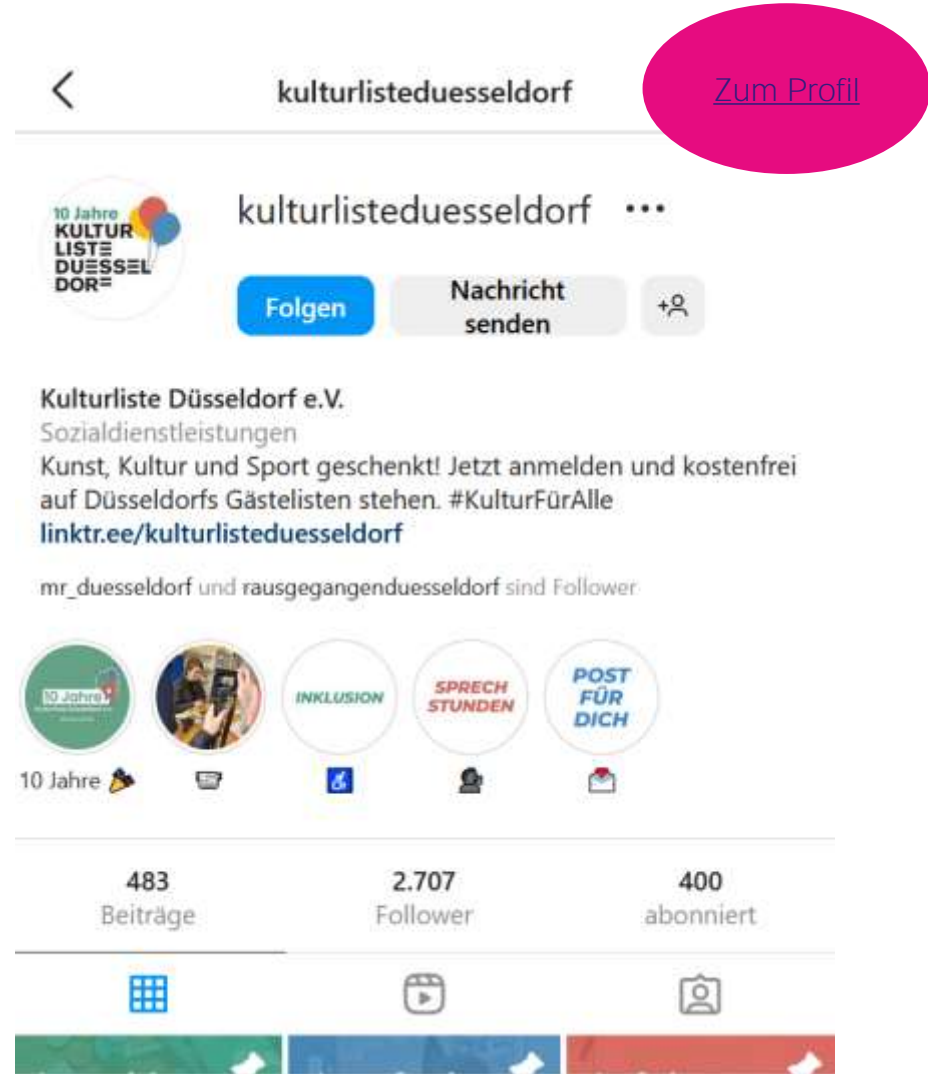 kulturlisteduesseldorf
Zum Profil
10 Jahre
KULTUR
LISTE
DUESSEL
DORF
kulturlisteduesseldorf
Folgen
Nachricht
senden
Kulturliste Düsseldorf e.V.
Sozialdienstleistungen
Kunst, Kultur und Sport geschenkt! Jetzt anmelden und kostenfrei
auf Düsseldorfs Gästelisten stehen. #KulturFürAlle
linktr.ee/kulturlisteduesseldorf
mr_duesseldorf und rausgegangenduesseldorf sind Follower
10 Jahre
INKLUSION
SPRECH
STUNDEN
POST
FÜR
DICH
10 Jahre 🎉
483
2.707
400
Beiträge
Follower
abonniert